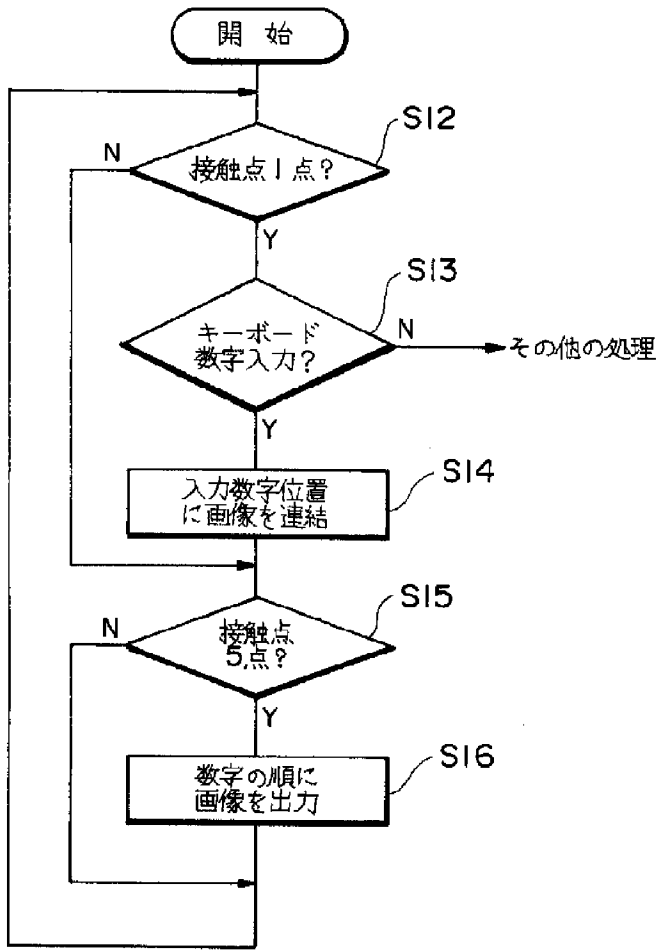 開始
S12
N
接触点1点?
Y
S13
キーボード
数字入力?
N
その他の処理
Y
S14
入力数字位置
に画像を連結
S15
N
接触点
5点?
Y
S16
数字の順に
画像を出力